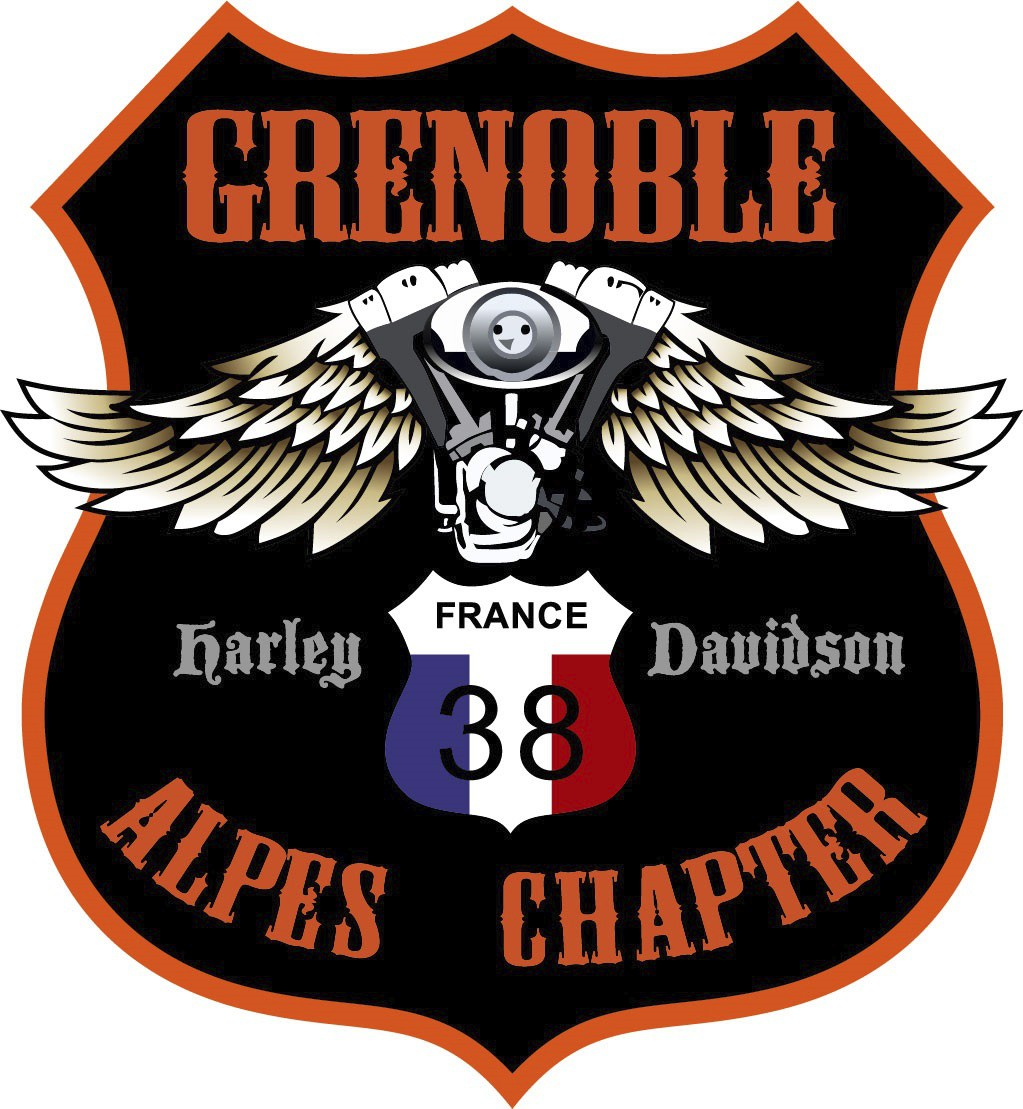 GRENOBLE
FRANCE
Harley Davidson
38
ALPES CHAPTER